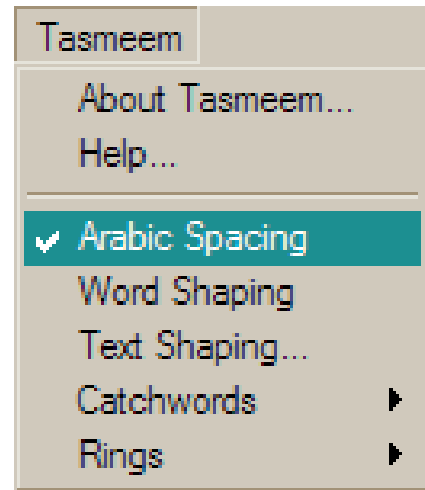 Tasmeem
About Tasmeem...
Help...
Arabic Spacing
Word Shaping
Text Shaping...
Catchwords
Rings